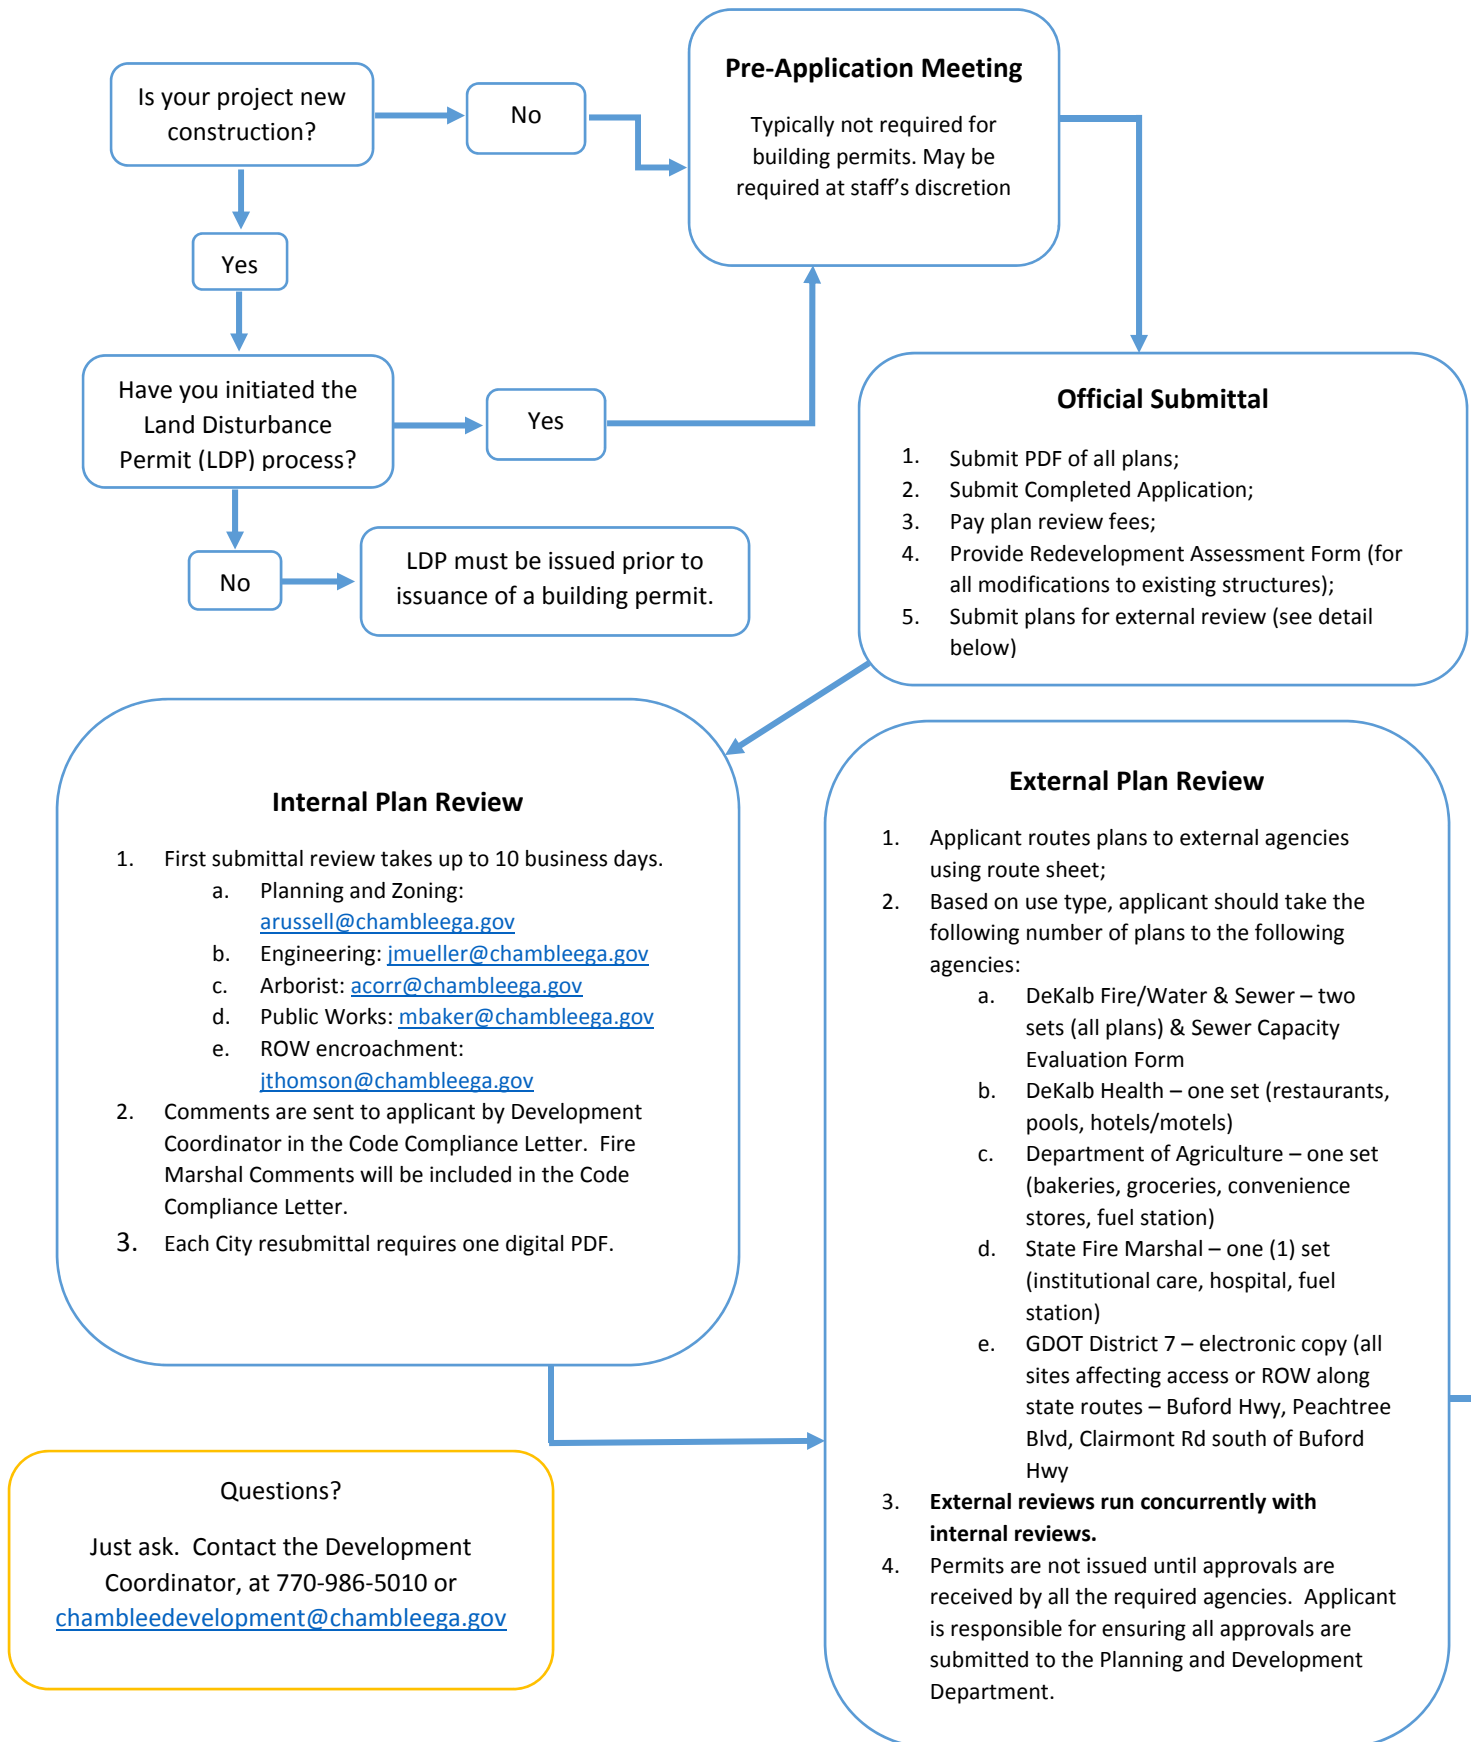 Is your project new
construction?
No
Pre-Application Meeting
Typically not required for
building permits. May be
required at staff's discretion
Yes
Have you initiated the
Land Disturbance
Permit (LDP) process?
Yes
No
LDP must be issued prior to
issuance of a building permit.
Official Submittal
1. Submit PDF of all plans;
2. Submit Completed Application;
3. Pay plan review fees;
4. Provide Redevelopment Assessment Form (for
all modifications to existing structures);
5. Submit plans for external review (see detail
below)
Internal Plan Review
1. First submittal review takes up to 10 business days.
a. Planning and Zoning:
arussell@chambleega.gov
b. Engineering: jmueller@chambleega.gov
c. Arborist: acorr@chambleega.gov
d. Public Works: mbaker@chambleega.gov
e. ROW encroachment:
jthomson@chambleega.gov
2. Comments are sent to applicant by Development
Coordinator in the Code Compliance Letter. Fire
Marshal Comments will be included in the Code
Compliance Letter.
3. Each City resubmittal requires one digital PDF.
External Plan Review
1. Applicant routes plans to external agencies
using route sheet;
2. Based on use type, applicant should take the
following number of plans to the following
agencies:
a. DeKalb Fire/Water & Sewer – two
sets (all plans) & Sewer Capacity
Evaluation Form
b. DeKalb Health – one set (restaurants,
pools, hotels/motels)
c. Department of Agriculture – one set
(bakeries, groceries, convenience
stores, fuel station)
d. State Fire Marshal – one (1) set
(institutional care, hospital, fuel
station)
e. GDOT District 7 – electronic copy (all
sites affecting access or ROW along
state routes – Buford Hwy, Peachtree
Blvd, Clairmont Rd south of Buford
Hwy
3. External reviews run concurrently with
internal reviews.
4. Permits are not issued until approvals are
received by all the required agencies. Applicant
is responsible for ensuring all approvals are
submitted to the Planning and Development
Department.
Questions?
Just ask. Contact the Development
Coordinator, at 770-986-5010 or
chambleedevelopment@chambleega.gov